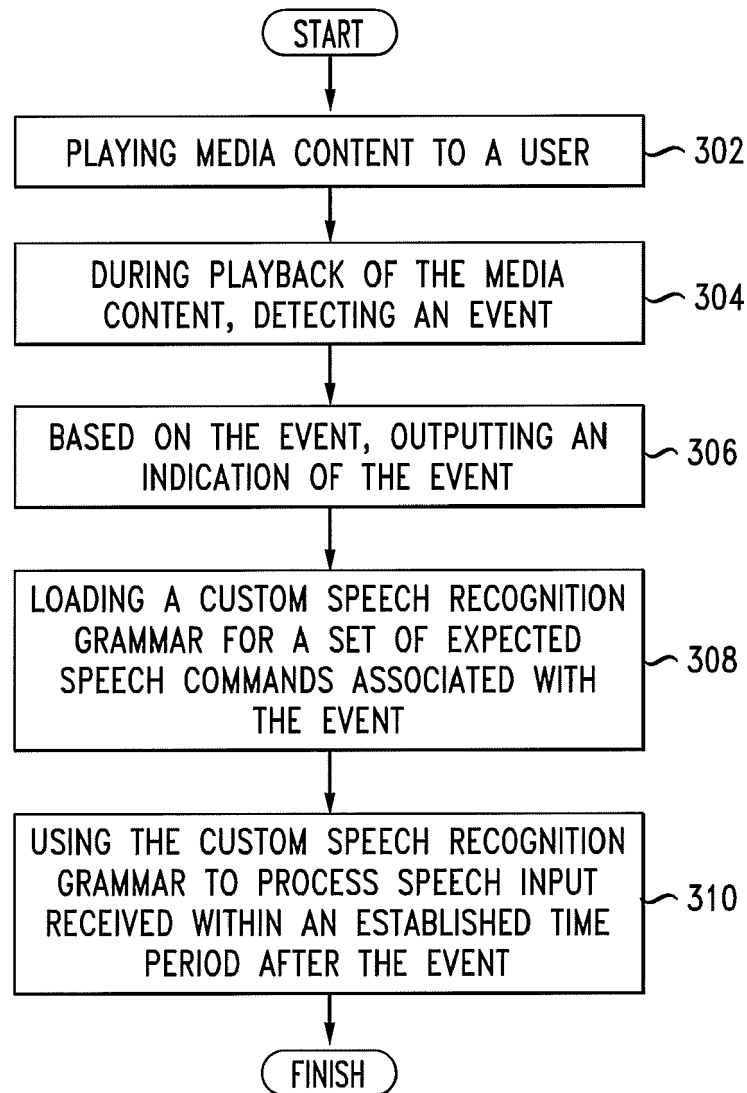 START
PLAYING MEDIA CONTENT TO A USER
302
DURING PLAYBACK OF THE MEDIA
CONTENT, DETECTING AN EVENT
304
BASED ON THE EVENT, OUTPUTTING AN
INDICATION OF THE EVENT
306
LOADING A CUSTOM SPEECH RECOGNITION
GRAMMAR FOR A SET OF EXPECTED
SPEECH COMMANDS ASSOCIATED WITH
THE EVENT
308
USING THE CUSTOM SPEECH RECOGNITION
GRAMMAR TO PROCESS SPEECH INPUT
RECEIVED WITHIN AN ESTABLISHED TIME
PERIOD AFTER THE EVENT
310
FINISH